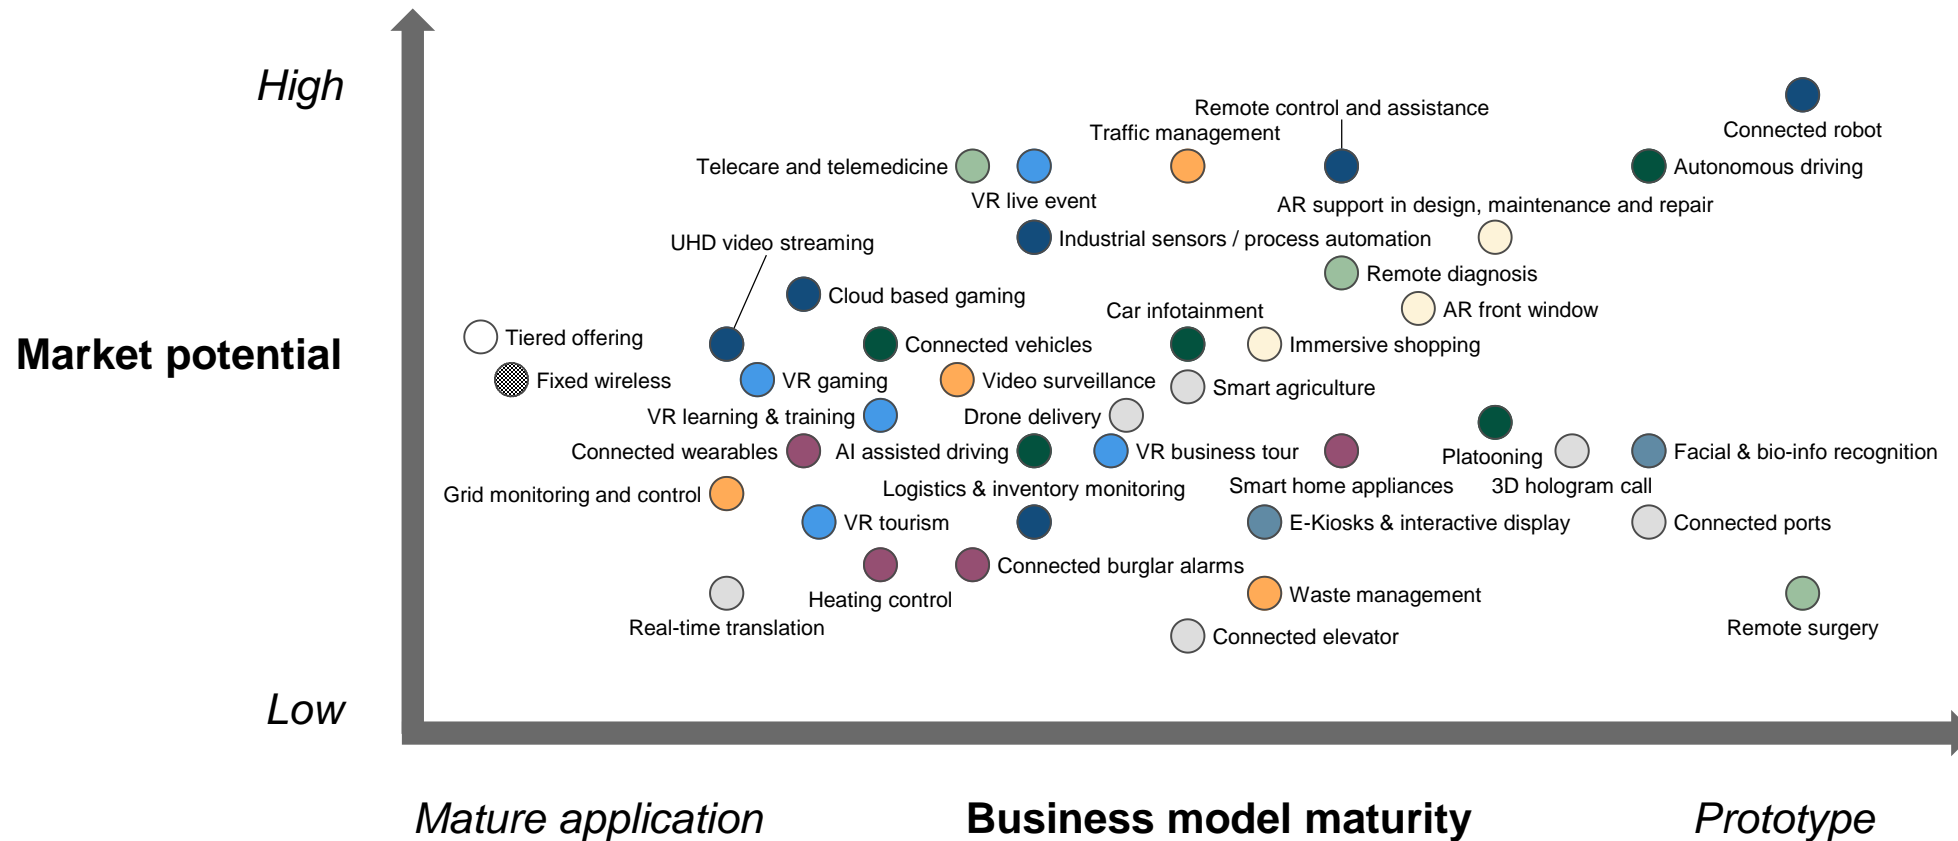 High
Remote control and assistance
Connected robot
Traffic management
Telecare and telemedicine
Autonomous driving
VR live event
AR support in design, maintenance and repair
UHD video streaming
Industrial sensors / process automation
Remote diagnosis
Cloud based gaming
Car infotainment
AR front window
Tiered offering
Connected vehicles
Immersive shopping
Market potential
Fixed wireless
VR gaming
Video surveillance
Smart agriculture
VR learning & training
Drone delivery
Connected wearables
AI assisted driving
VR business tour
Platooning
Facial & bio-info recognition
Grid monitoring and control
Logistics & inventory monitoring
Smart home appliances
3D hologram call
VR tourism
E-Kiosks & interactive display
Connected ports
Connected burglar alarms
Heating control
Waste management
Real-time translation
Connected elevator
Remote surgery
Low
Mature application
Business model maturity
Prototype